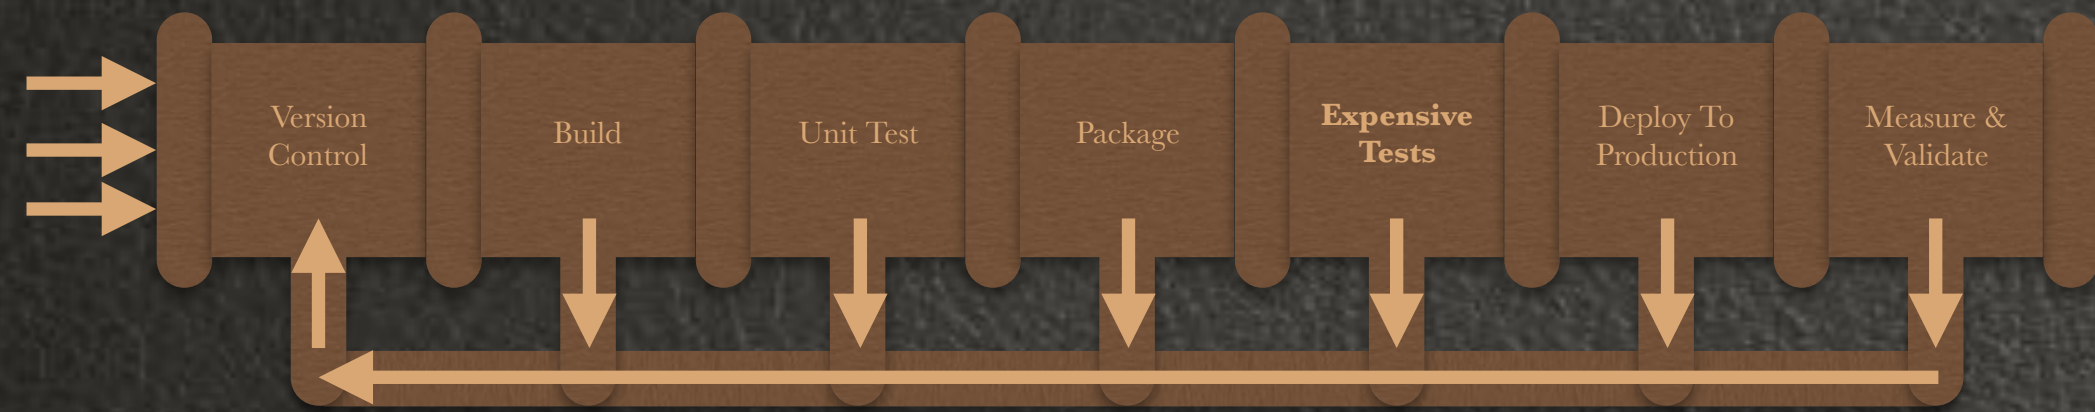 Version
Control
Build
Unit Test
Package
Expensive
Tests
Deploy To
Production
Measure &
Validate